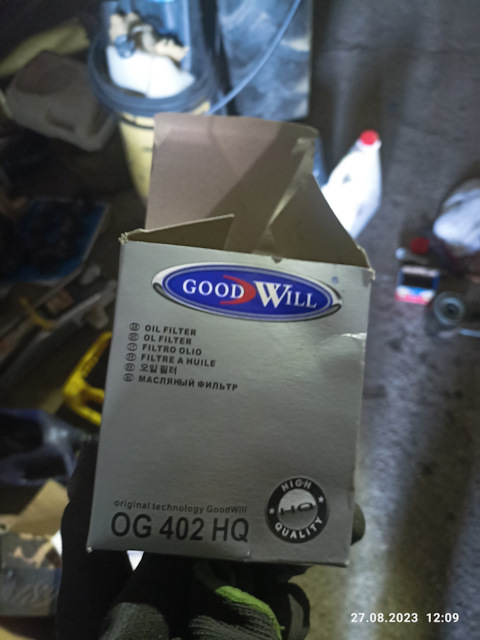 GOODWILL
®
OIL FILTER
OL FILTER
FILTRO OLIO
FILTRE A HUILE
오일 필터
МАСЛЯНЫЙ ФИЛЬТР
HIGH
HQ
QUALITY
original technology GoodWill
OG 402 HQ
27.08.2023 12:09